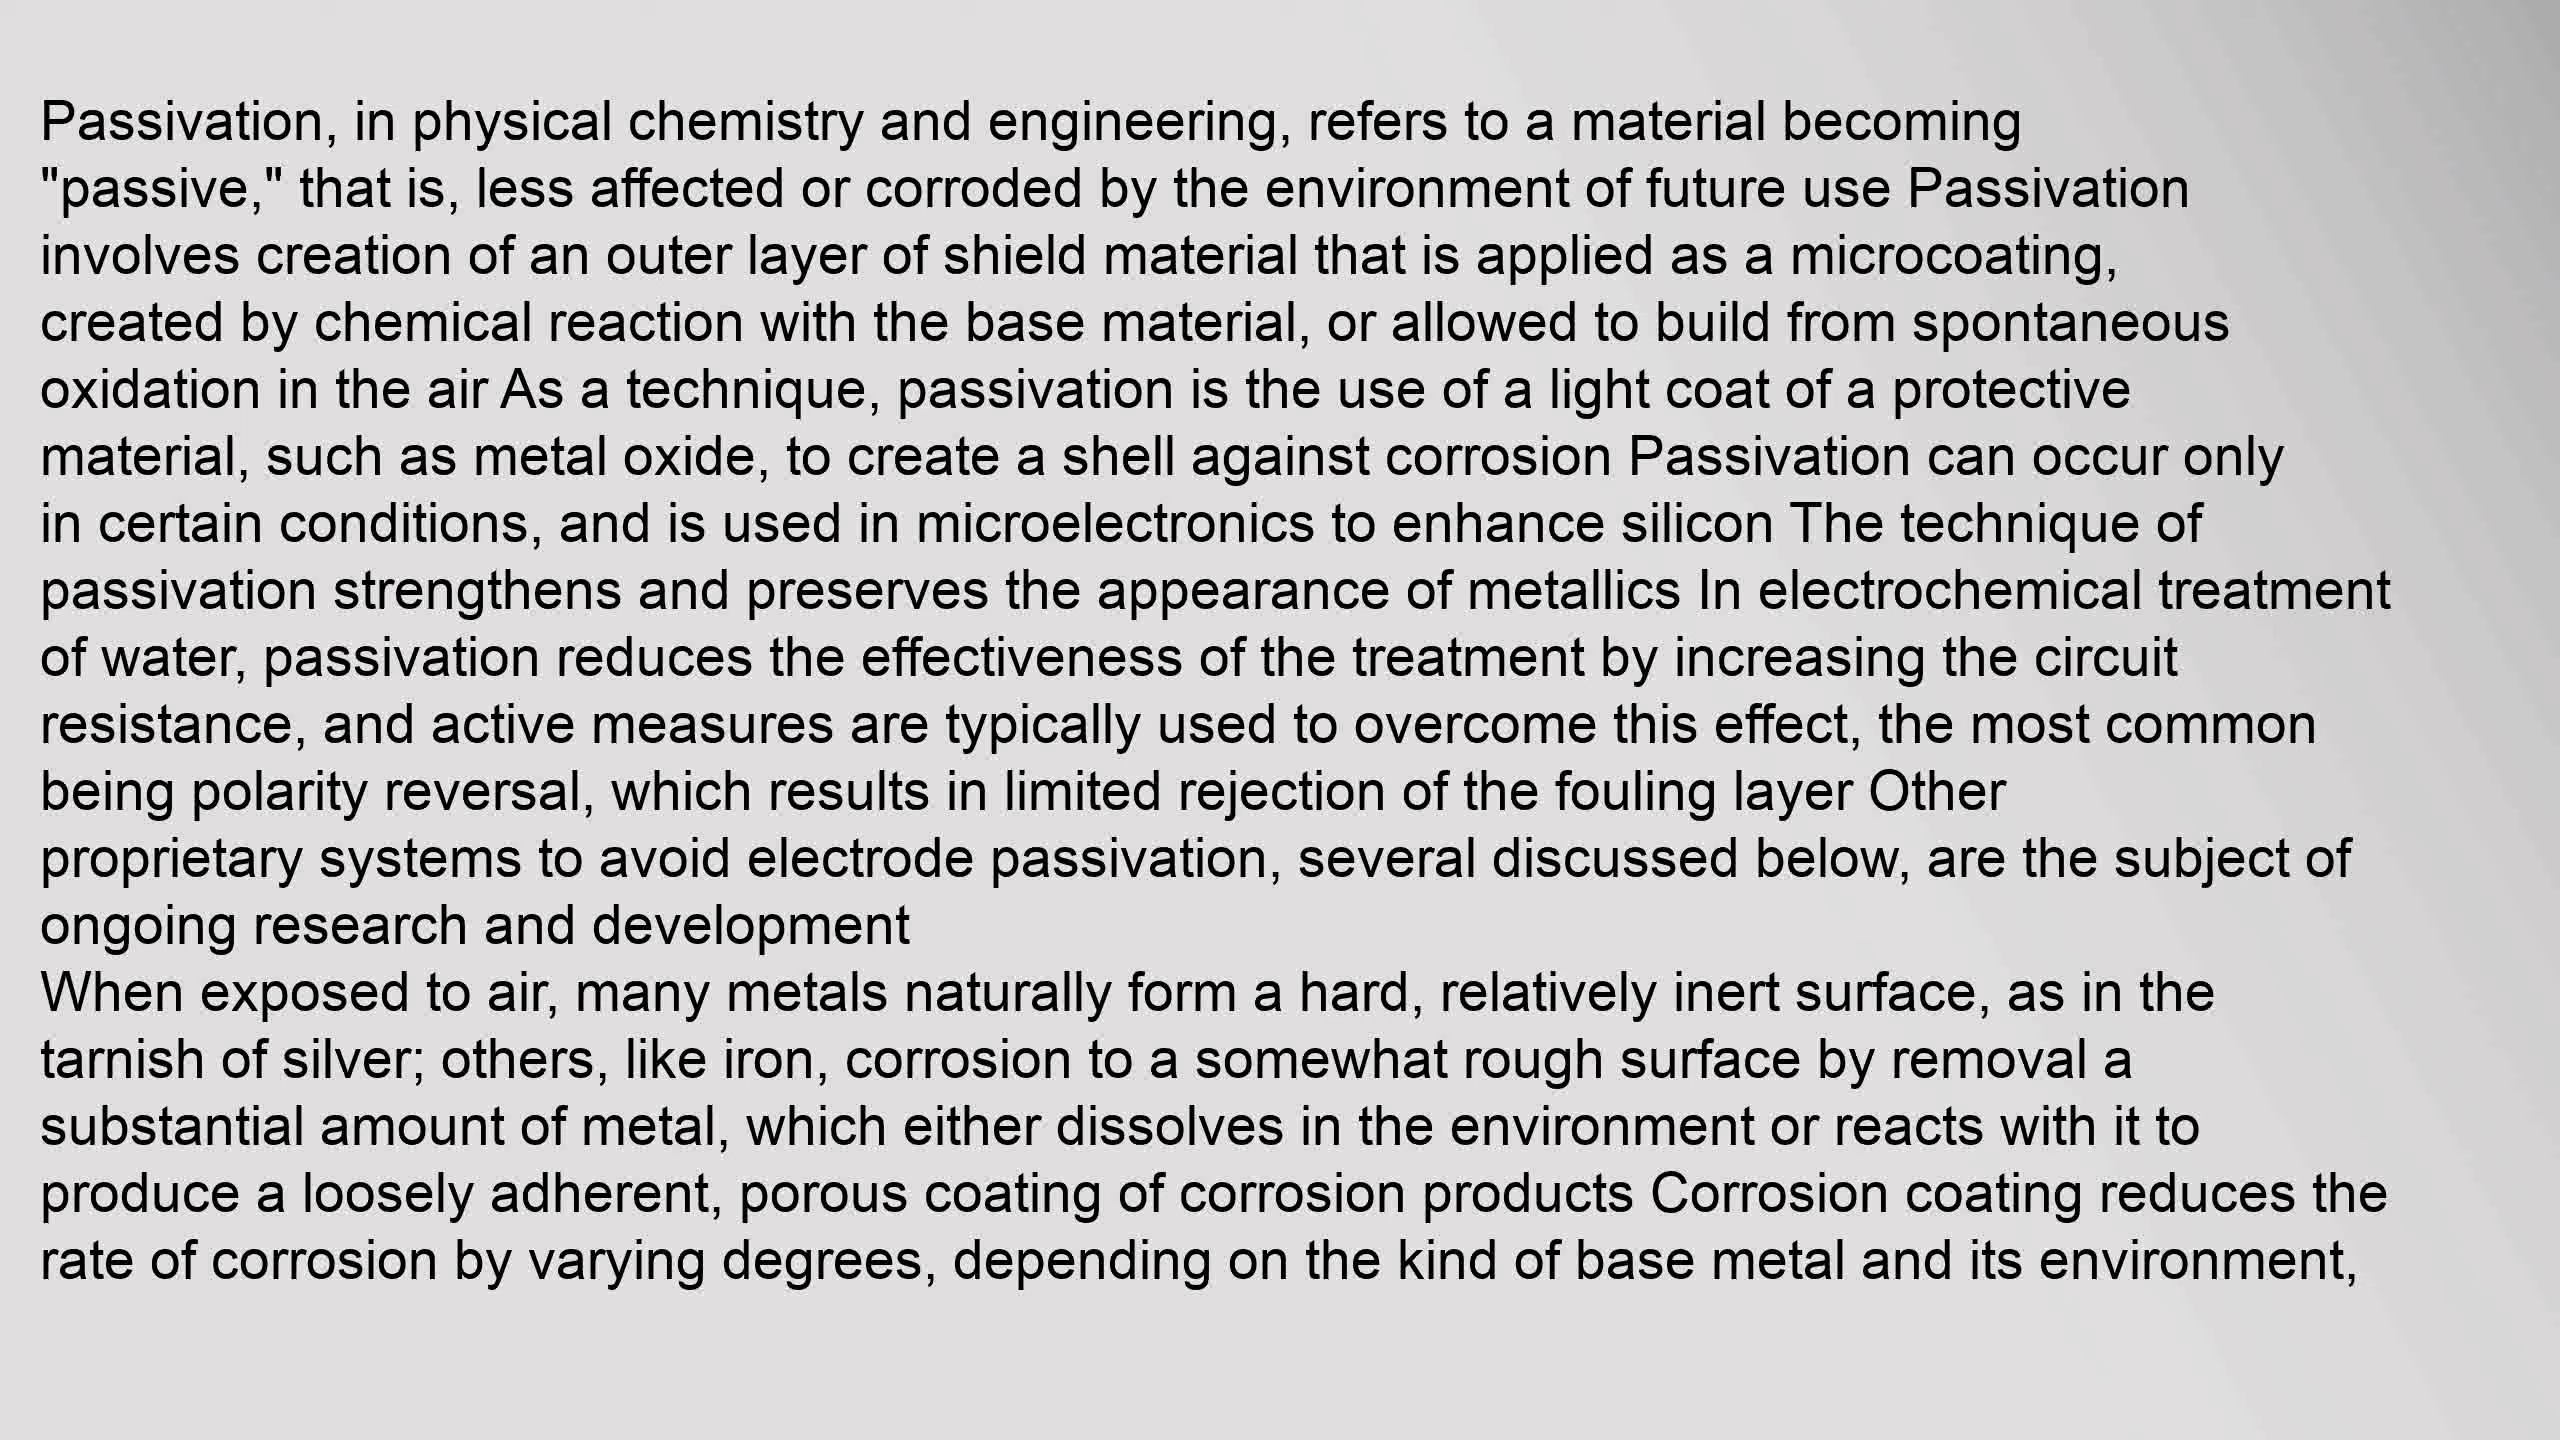 Passivation, in physical chemistry and engineering, refers to a material becoming
"passive," that is, less affected or corroded by the environment of future use Passivation
involves creation of an outer layer of shield material that is applied as a microcoating,
created by chemical reaction with the base material, or allowed to build from spontaneous
oxidation in the air As a technique, passivation is the use of a light coat of a protective
material, such as metal oxide, to create a shell against corrosion Passivation can occur only
in certain conditions, and is used in microelectronics to enhance silicon The technique of
passivation strengthens and preserves the appearance of metallics In electrochemical treatment
of water, passivation reduces the effectiveness of the treatment by increasing the circuit
resistance, and active measures are typically used to overcome this effect, the most common
being polarity reversal, which results in limited rejection of the fouling layer Other
proprietary systems to avoid electrode passivation, several discussed below, are the subject of
ongoing research and development
When exposed to air, many metals naturally form a hard, relatively inert surface, as in the
tarnish of silver; others, like iron, corrosion to a somewhat rough surface by removal a
substantial amount of metal, which either dissolves in the environment or reacts with it to
produce a loosely adherent, porous coating of corrosion products Corrosion coating reduces the
rate of corrosion by varying degrees, depending on the kind of base metal and its environment,